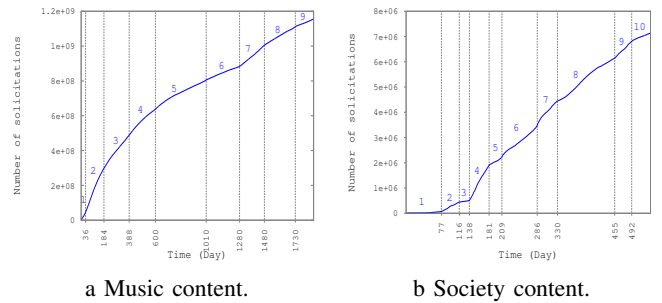 1.2e+09
1e+09
8e+08
6e+08
4e+08
2e+08
0
Number of solicitations
1
2
3
4
5
6
7
8
9
36
184
388
600
1010
1280
1480
1730
Time (Day)
a Music content.
8e+06
7e+06
6e+06
5e+06
4e+06
3e+06
2e+06
1e+06
0
Number of solicitations
1
2
3
4
5
6
7
8
9
10
77
116
138
181
209
286
330
455
492
Time (Day)
b Society content.